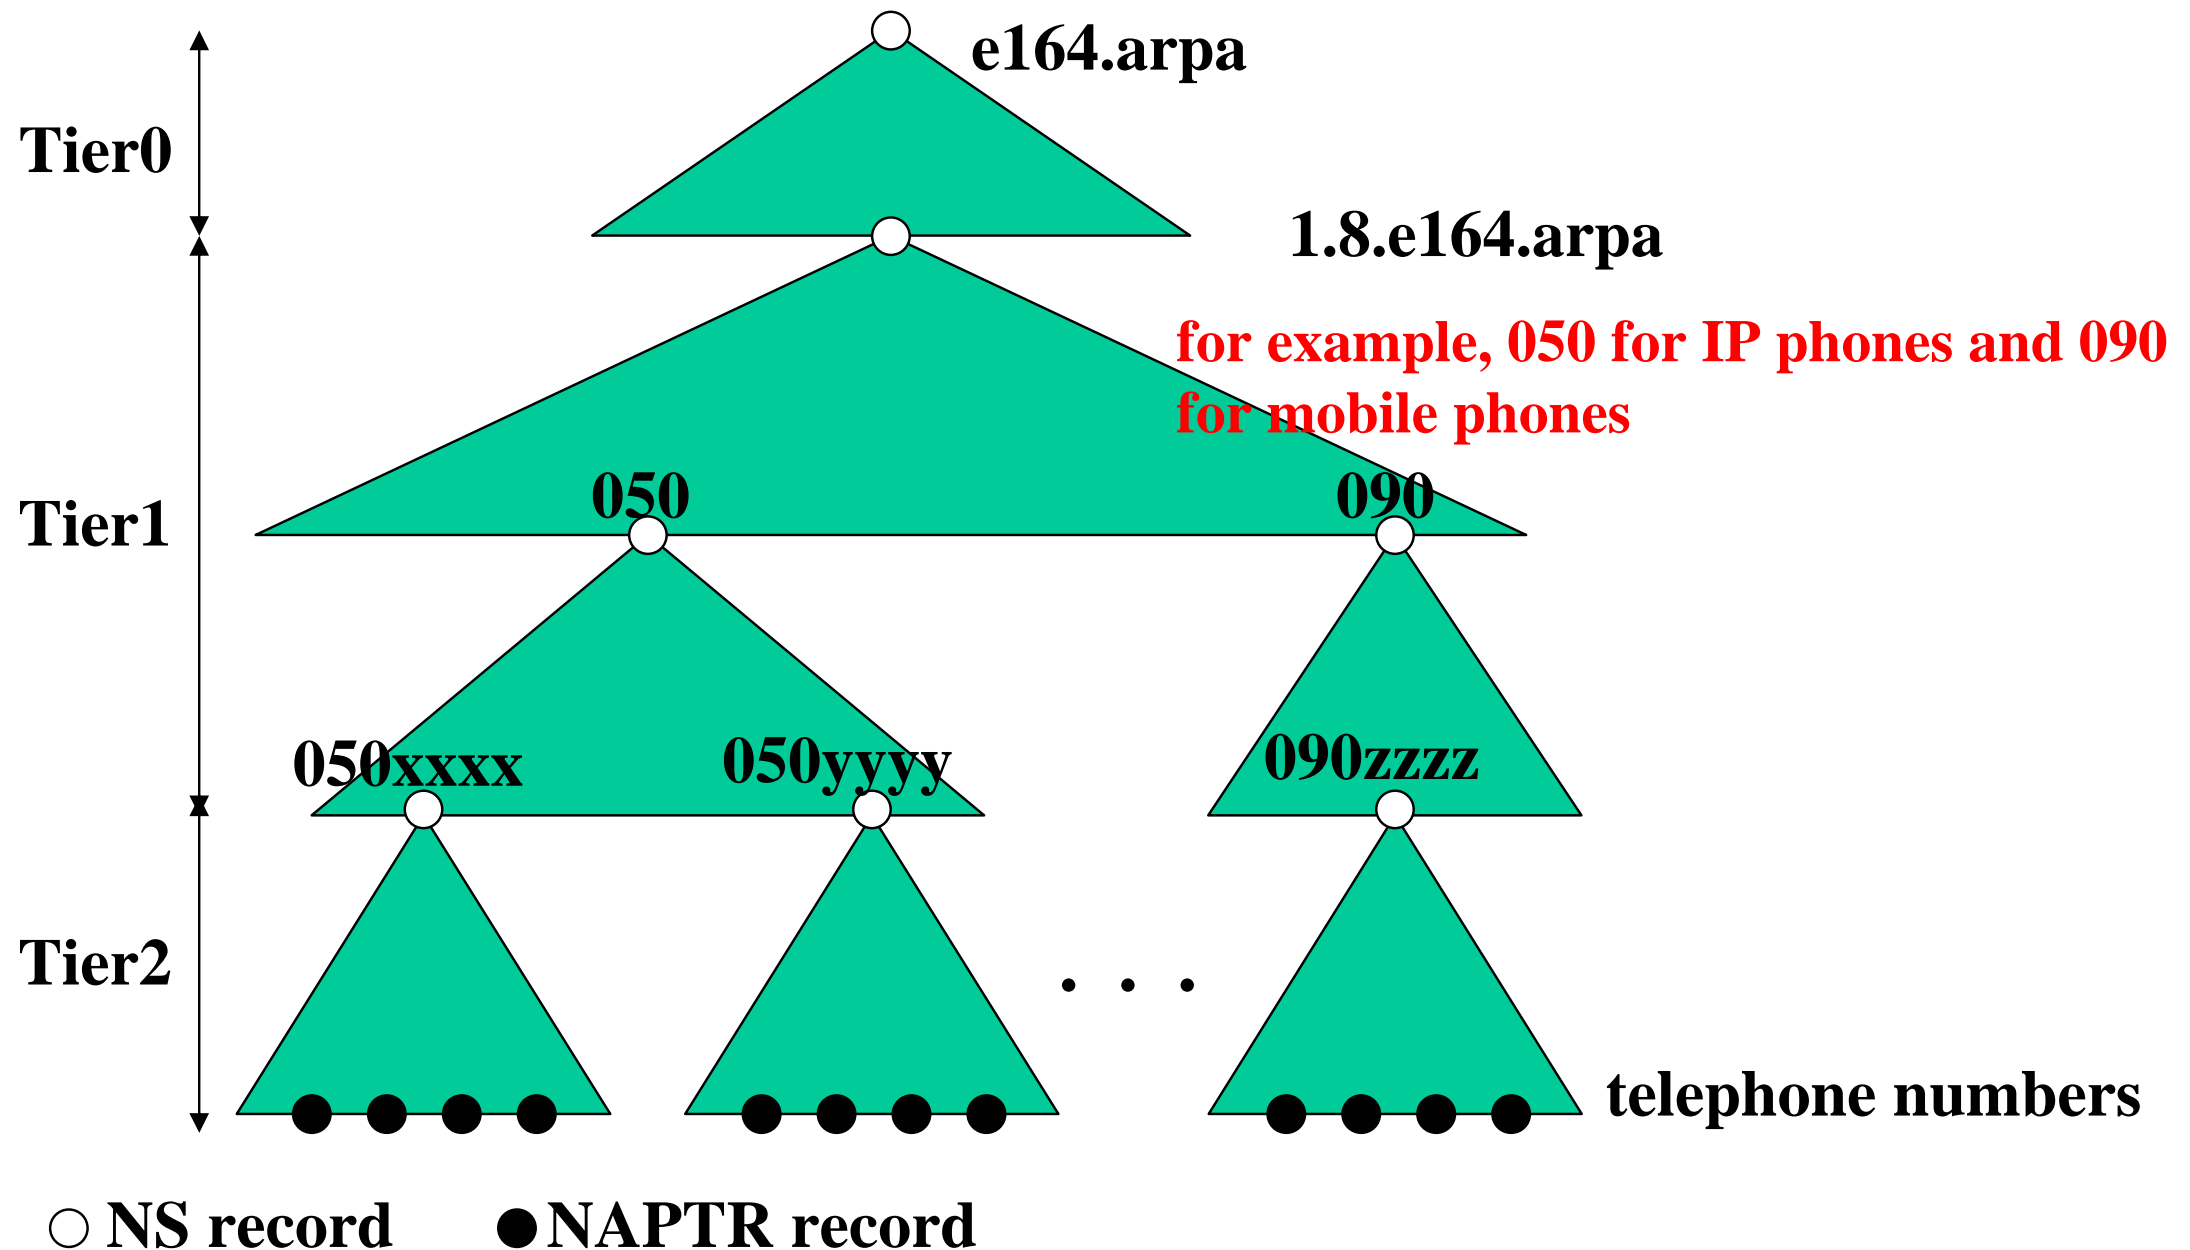 e164.arpa
Tier0
1.8.e164.arpa
for example, 050 for IP phones and 090
for mobile phones
050
090
Tier1
050xxxx
050yyyy
090zzzz
Tier2
. . .
telephone numbers
NS record
NAPTR record